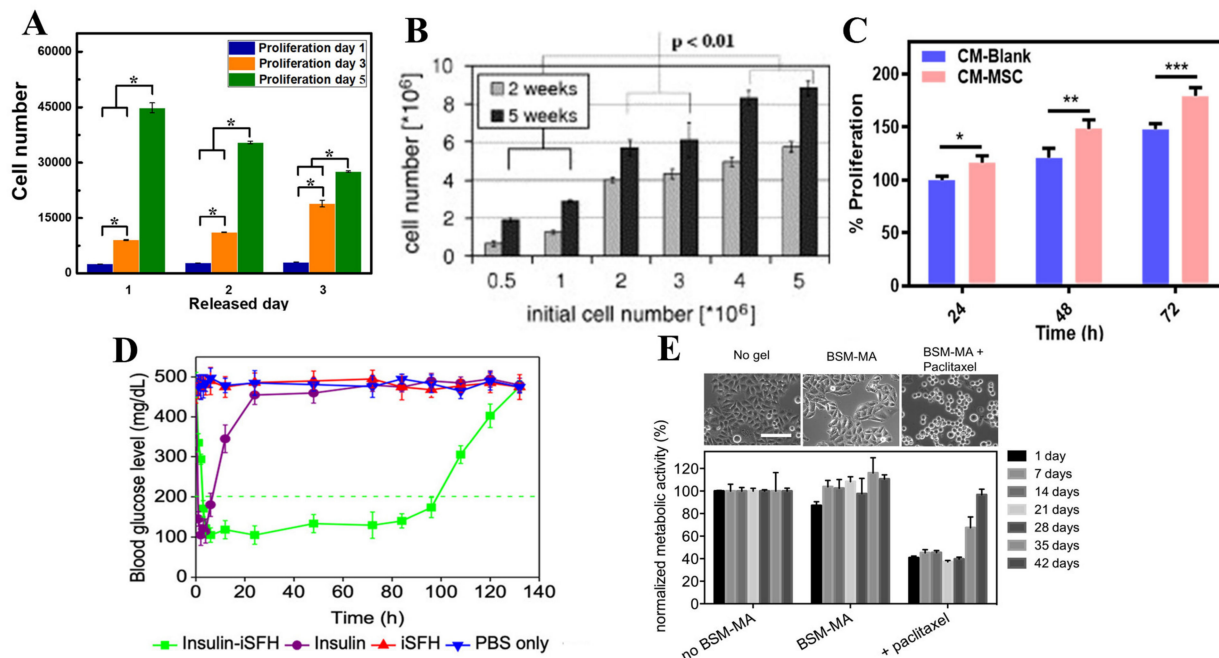 A
Cell number
60000
45000
30000
15000
0
Proliferation day 1
Proliferation day 3
Proliferation day 5
*
*
*
*
*
*
1 2 3
Released day
B
p < 0.01
cell number [*10⁶]
10
8
6
4
2
0
2 weeks
5 weeks
0.5 1 2 3 4 5
initial cell number [*10⁶]
C
CM-Blank
CM-MSC
% Proliferation
200
150
100
50
0
*
**
***
24 48 72
Time (h)
D
Blood glucose level (mg/dL)
500
400
300
200
100
0
0 20 40 60 80 100 120 140
Time (h)
Insulin-iSFH Insulin iSFH PBS only
E
No gel
BSM-MA
BSM-MA +
Paclitaxel
normalized metabolic activity (%)
120
100
80
60
40
20
0
no BSM-MA
BSM-MA
+ paclitaxel
1 day
7 days
14 days
21 days
28 days
35 days
42 days